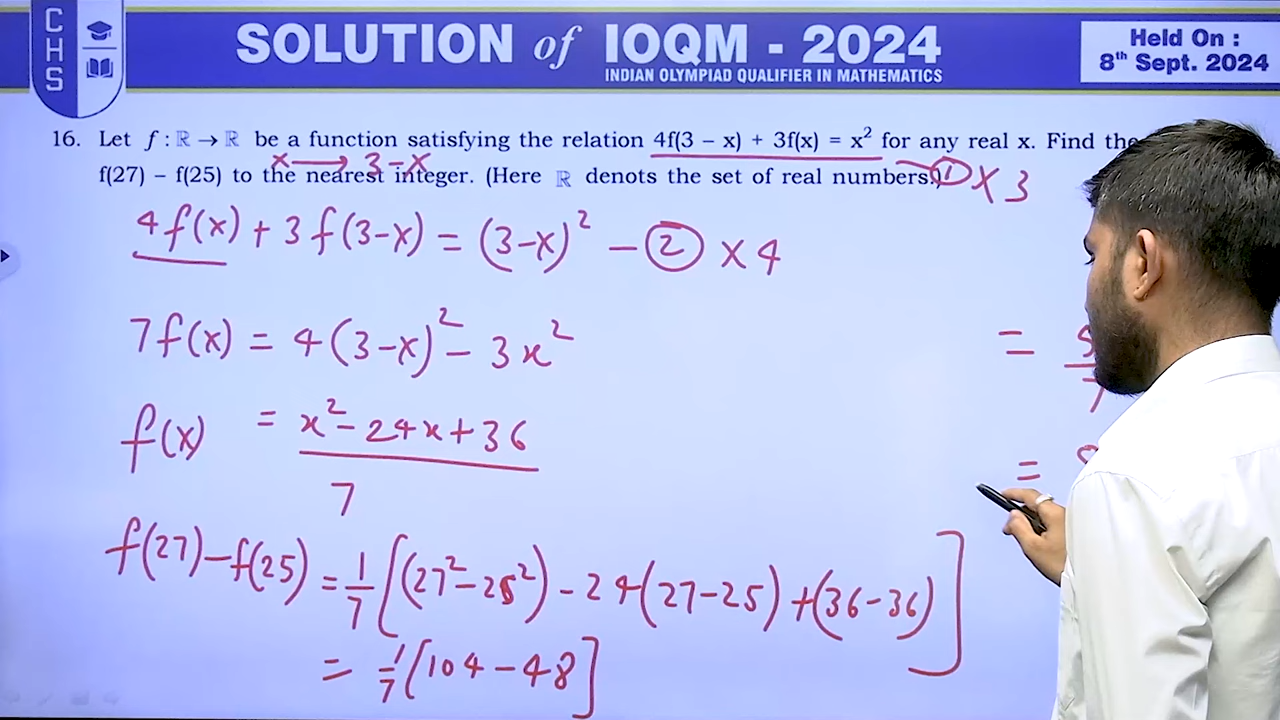 CHS
SOLUTION of IOQM - 2024
INDIAN OLYMPIAD QUALIFIER IN MATHEMATICS
Held On :
8th Sept. 2024
16. Let f : ℝ → ℝ be a function satisfying the relation 4f(3 – x) + 3f(x) = x² for any real x. Find the
f(27) – f(25) to the nearest integer. (Here ℝ denots the set of real numbers.)
x → 3-x
→ ① × 3
4f(x) + 3f(3-x) = (3-x)² - ② × 4
7f(x) = 4(3-x)² - 3x²
f(x) = x² - 24x + 36
7
f(27) - f(25) = 1/7 [(27² - 25²) - 24(27-25) + (36-36)]
= 1/7 [104 - 48]
=
7
=